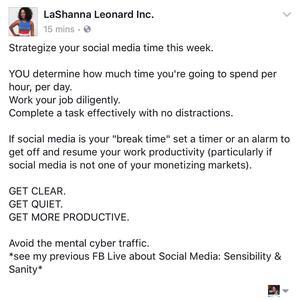 LaShanna Leonard Inc.
15 mins ·
Strategize your social media time this week.
YOU determine how much time you're going to spend per
hour, per day.
Work your job diligently.
Complete a task effectively with no distractions.
If social media is your "break time" set a timer or an alarm to
get off and resume your work productivity (particularly if
social media is not one of your monetizing markets).
GET CLEAR.
GET QUIET.
GET MORE PRODUCTIVE.
Avoid the mental cyber traffic.
*see my previous FB Live about Social Media: Sensibility &
Sanity*